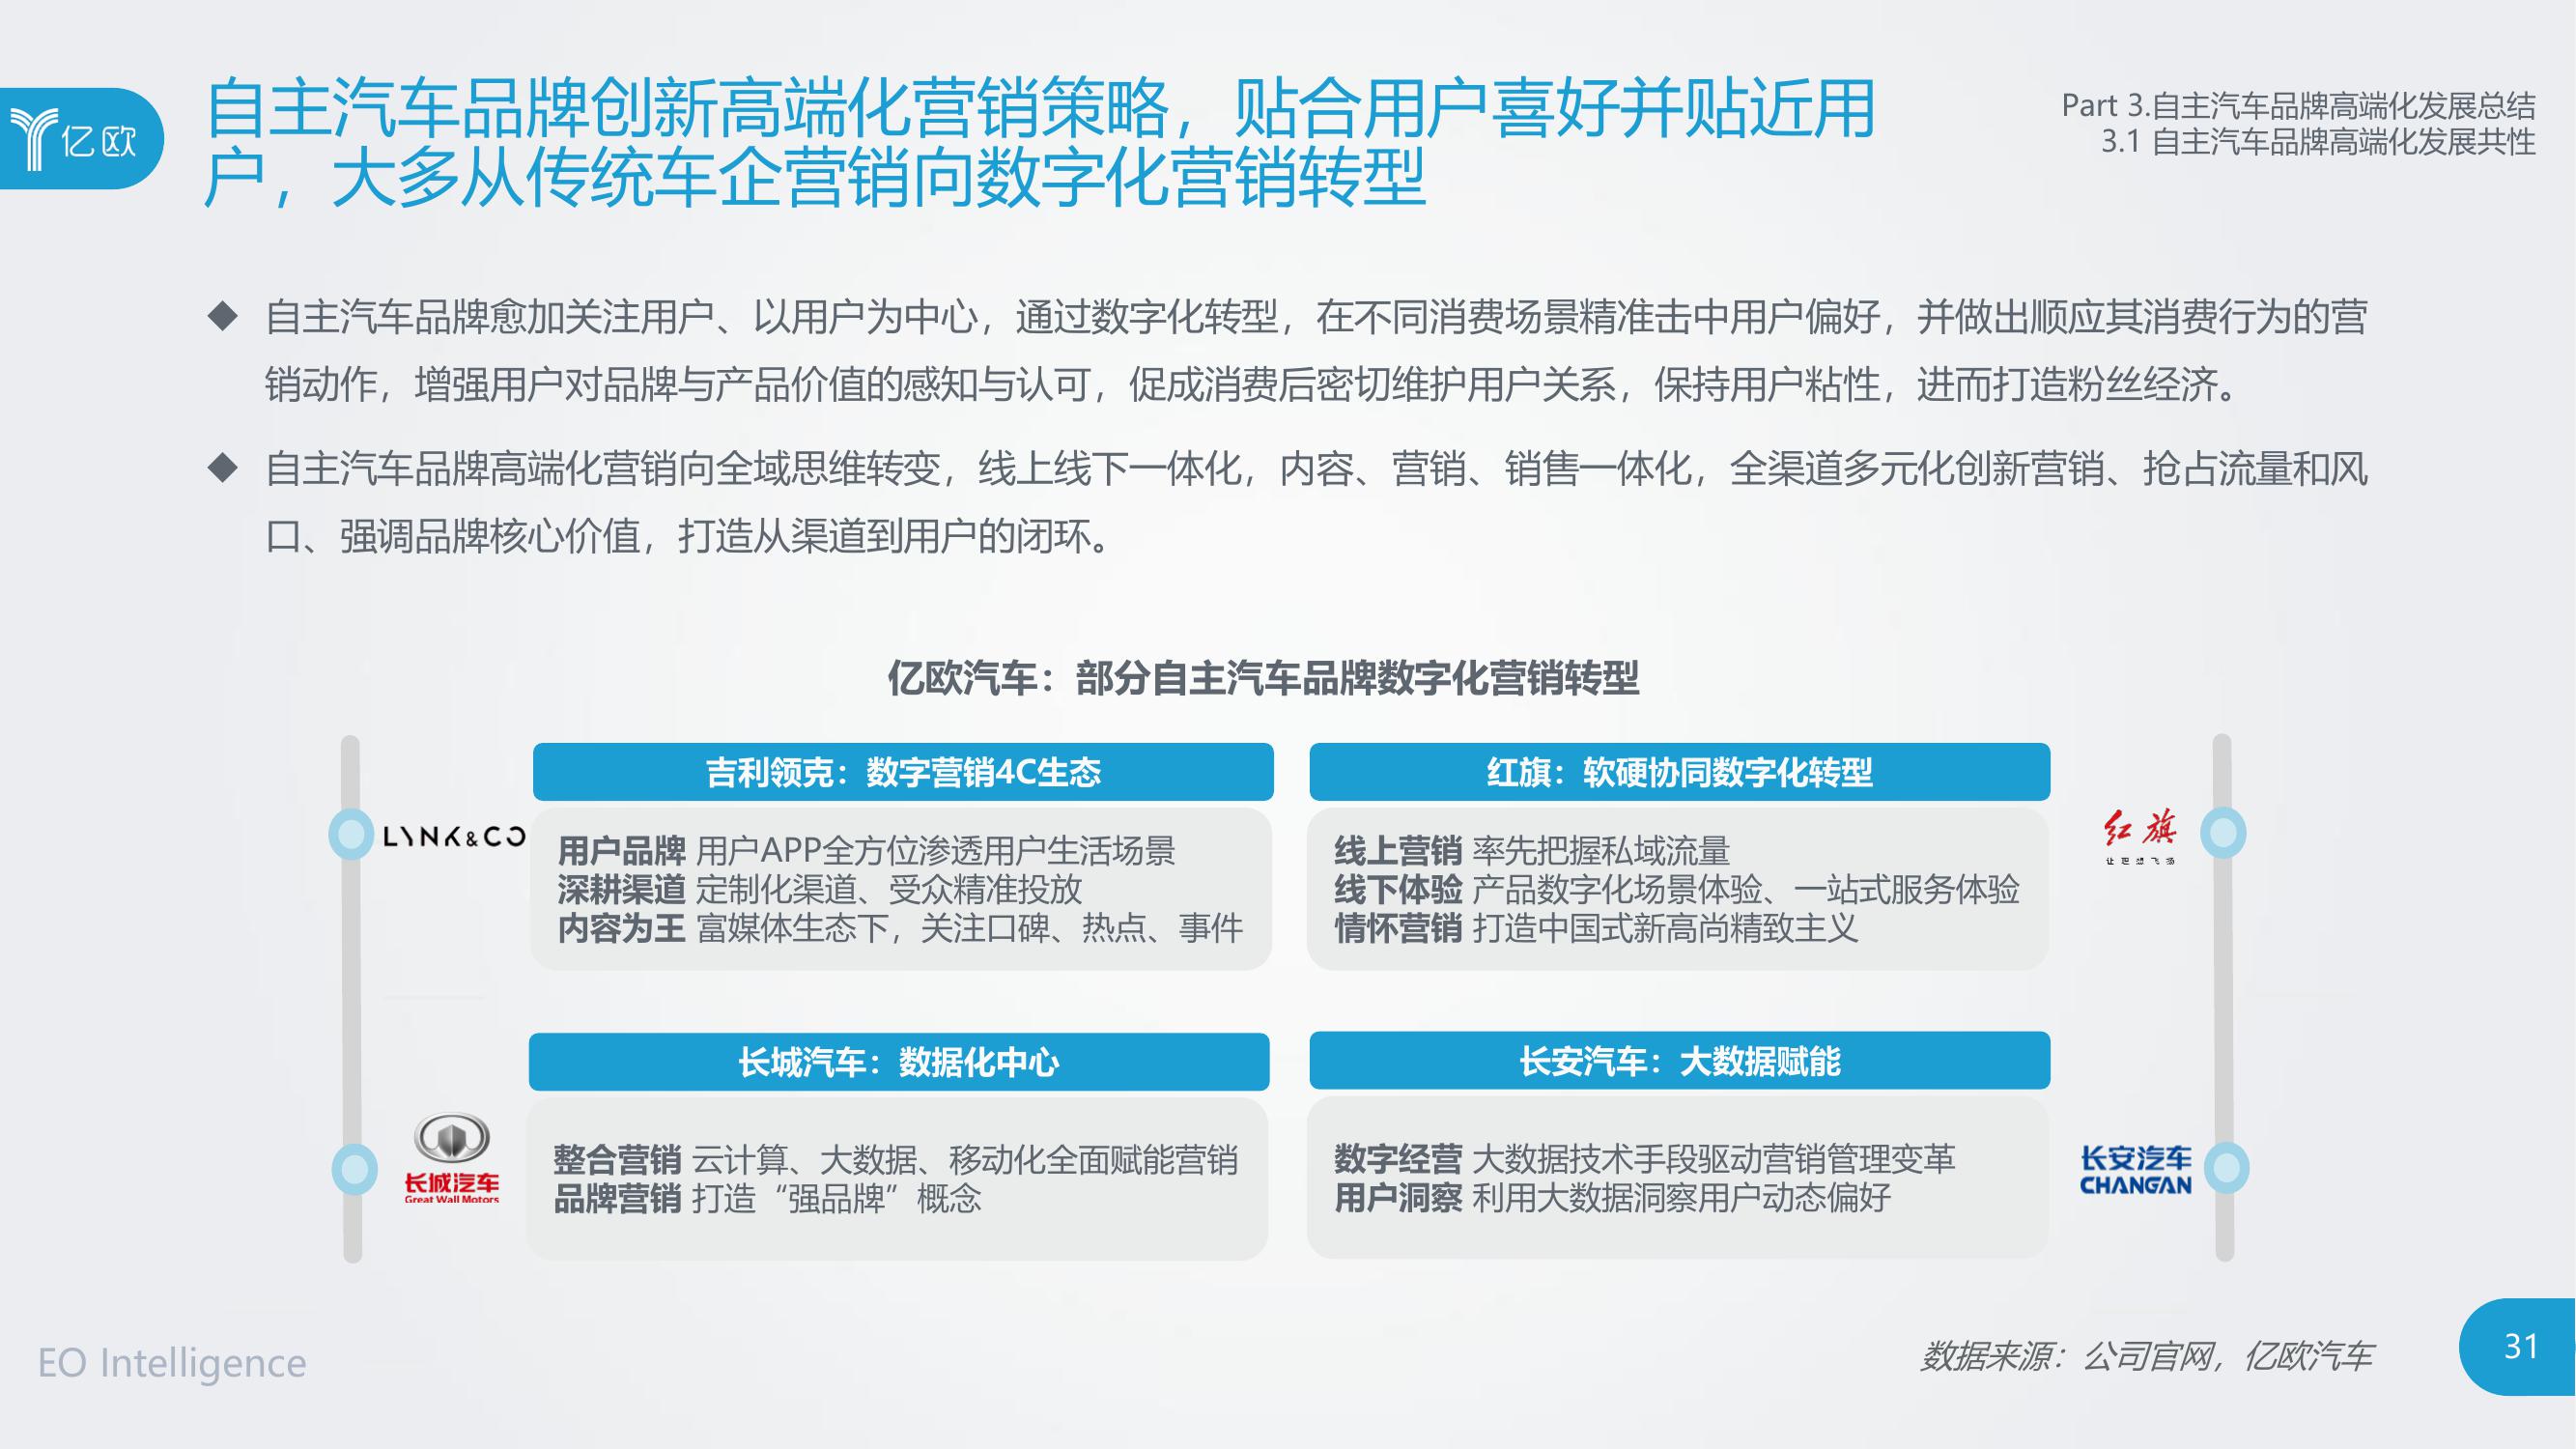 亿欧
自主汽车品牌创新高端化营销策略，贴合用户喜好并贴近用
户，大多从传统车企营销向数字化营销转型
Part 3.自主汽车品牌高端化发展总结
3.1 自主汽车品牌高端化发展共性
◆ 自主汽车品牌愈加关注用户、以用户为中心，通过数字化转型，在不同消费场景精准击中用户偏好，并做出顺应其消费行为的营
销动作，增强用户对品牌与产品价值的感知与认可，促成消费后密切维护用户关系，保持用户粘性，进而打造粉丝经济。
◆ 自主汽车品牌高端化营销向全域思维转变，线上线下一体化，内容、营销、销售一体化，全渠道多元化创新营销、抢占流量和风
口、强调品牌核心价值，打造从渠道到用户的闭环。
亿欧汽车：部分自主汽车品牌数字化营销转型
LYNK&CO
吉利领克：数字营销4C生态
用户品牌 用户APP全方位渗透用户生活场景
深耕渠道 定制化渠道、受众精准投放
内容为王 富媒体生态下，关注口碑、热点、事件
红旗：软硬协同数字化转型
线上营销 率先把握私域流量
线下体验 产品数字化场景体验、一站式服务体验
情怀营销 打造中国式新高尚精致主义
红旗
让理想飞扬
长城汽车
Great Wall Motors
长城汽车：数据化中心
整合营销 云计算、大数据、移动化全面赋能营销
品牌营销 打造“强品牌”概念
长安汽车：大数据赋能
数字经营 大数据技术手段驱动营销管理变革
用户洞察 利用大数据洞察用户动态偏好
长安汽车
CHANGAN
EO Intelligence
数据来源：公司官网，亿欧汽车
31